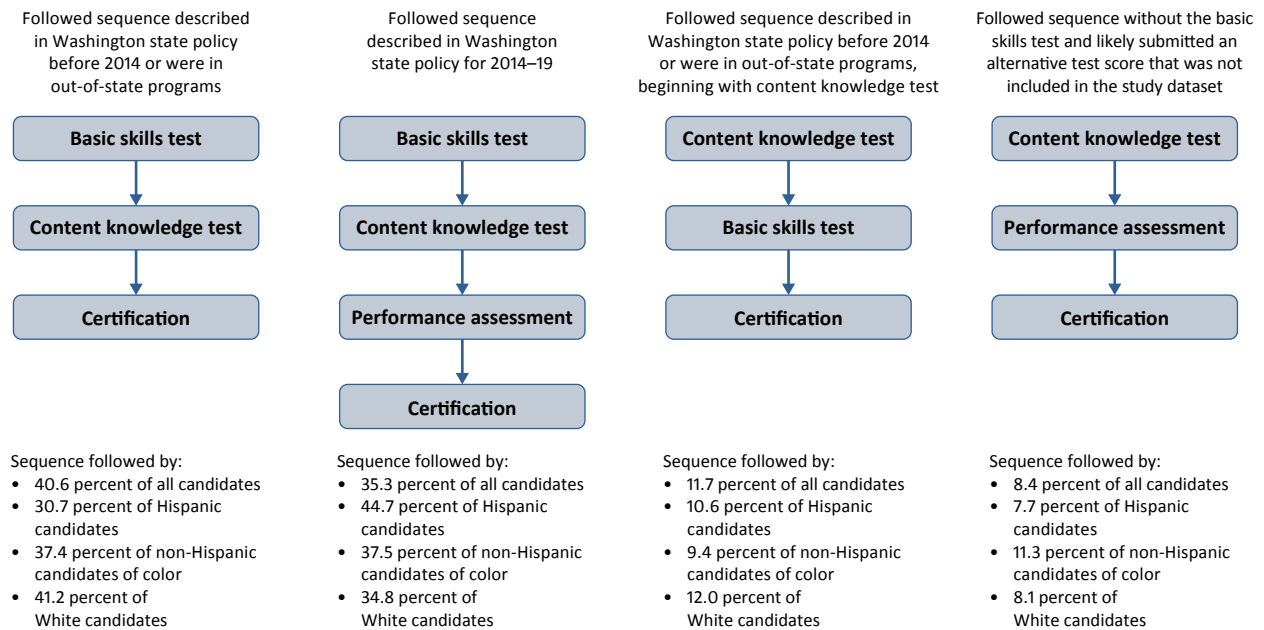 Followed sequence described
in Washington state policy
before 2014 or were in
out-of-state programs
Basic skills test
Content knowledge test
Certification
Sequence followed by:
• 40.6 percent of all candidates
• 30.7 percent of Hispanic
candidates
• 37.4 percent of non-Hispanic
candidates of color
• 41.2 percent of
White candidates
Followed sequence
described in Washington
state policy for 2014–19
Basic skills test
Content knowledge test
Performance assessment
Certification
Sequence followed by:
• 35.3 percent of all candidates
• 44.7 percent of Hispanic
candidates
• 37.5 percent of non-Hispanic
candidates of color
• 34.8 percent of
White candidates
Followed sequence described in
Washington state policy before 2014
or were in out-of-state programs,
beginning with content knowledge test
Content knowledge test
Basic skills test
Certification
Sequence followed by:
• 11.7 percent of all candidates
• 10.6 percent of Hispanic
candidates
• 9.4 percent of non-Hispanic
candidates of color
• 12.0 percent of
White candidates
Followed sequence without the basic
skills test and likely submitted an
alternative test score that was not
included in the study dataset
Content knowledge test
Performance assessment
Certification
Sequence followed by:
• 8.4 percent of all candidates
• 7.7 percent of Hispanic
candidates
• 11.3 percent of non-Hispanic
candidates of color
• 8.1 percent of
White candidates